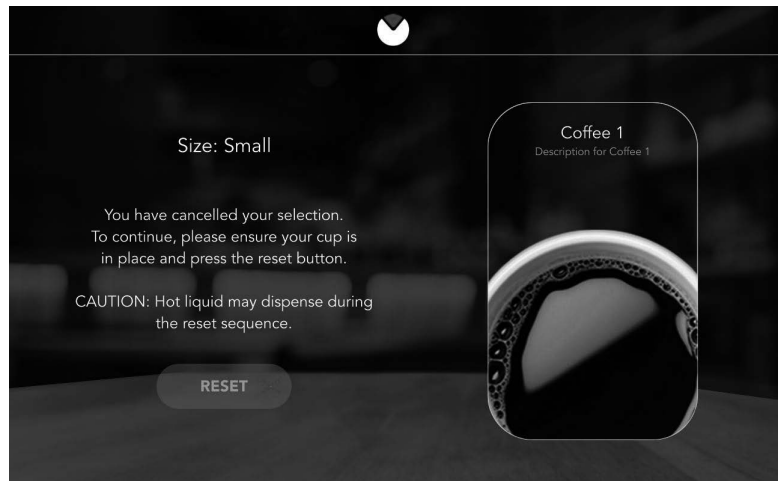 Size: Small
You have cancelled your selection.
To continue, please ensure your cup is
in place and press the reset button.
CAUTION: Hot liquid may dispense during
the reset sequence.
RESET
Coffee 1
Description for Coffee 1